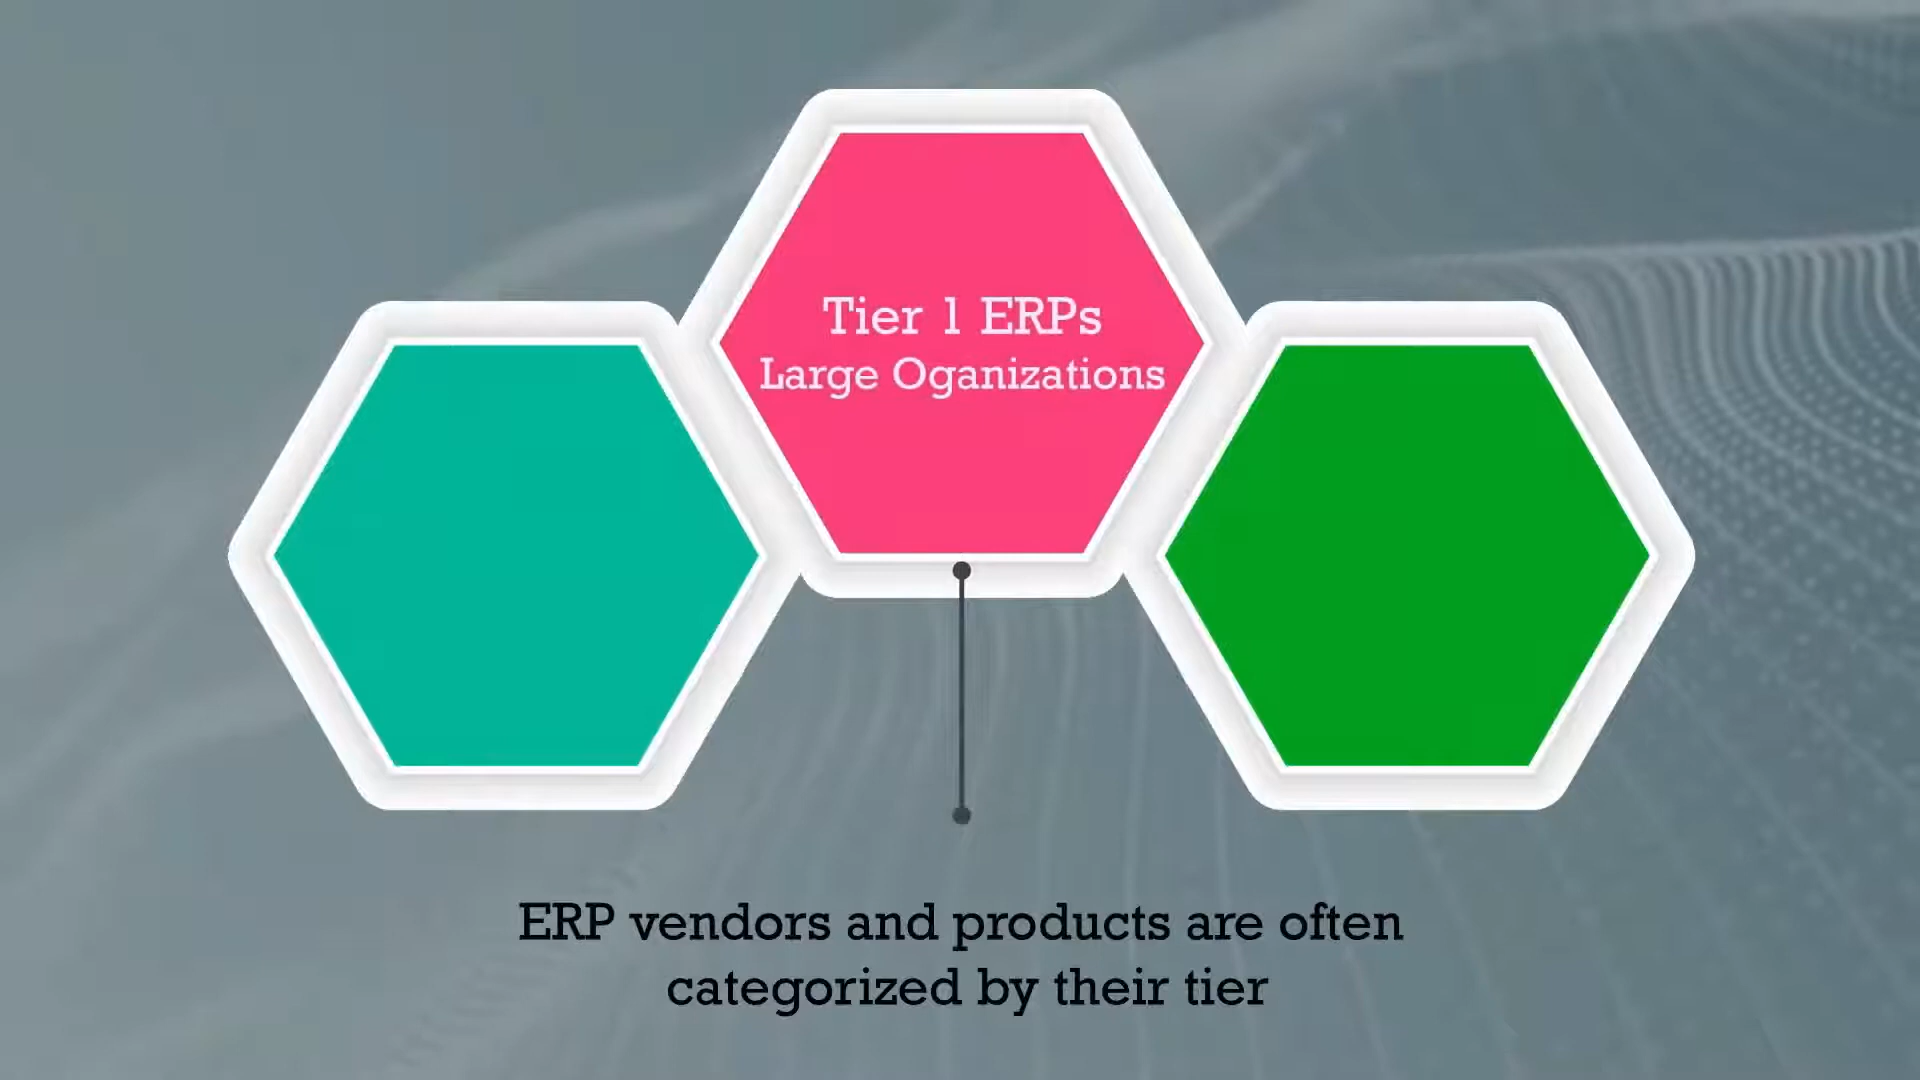 Tier 1 ERPs
Large Oganizations
ERP vendors and products are often
categorized by their tier